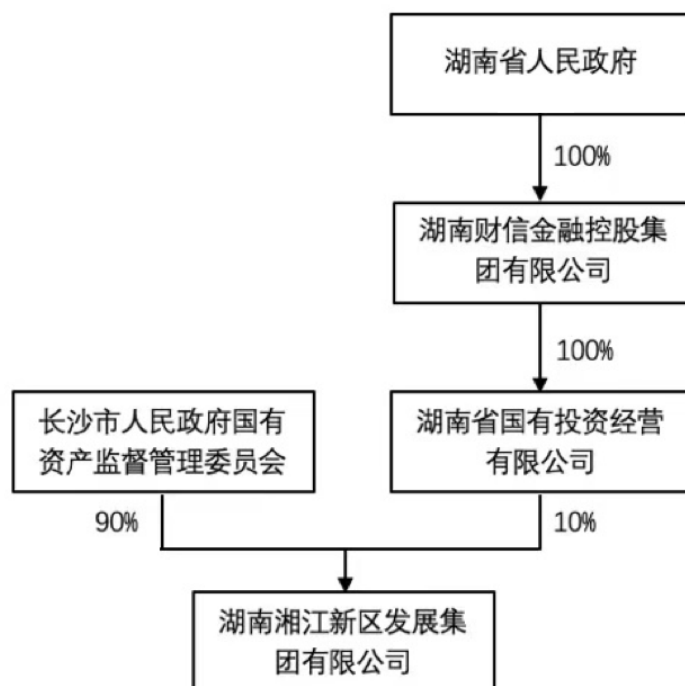 湖南省人民政府
100%
湖南财信金融控股集
团有限公司
100%
长沙市人民政府国有
资产监督管理委员会
湖南省国有投资经营
有限公司
90%
10%
湖南湘江新区发展集
团有限公司